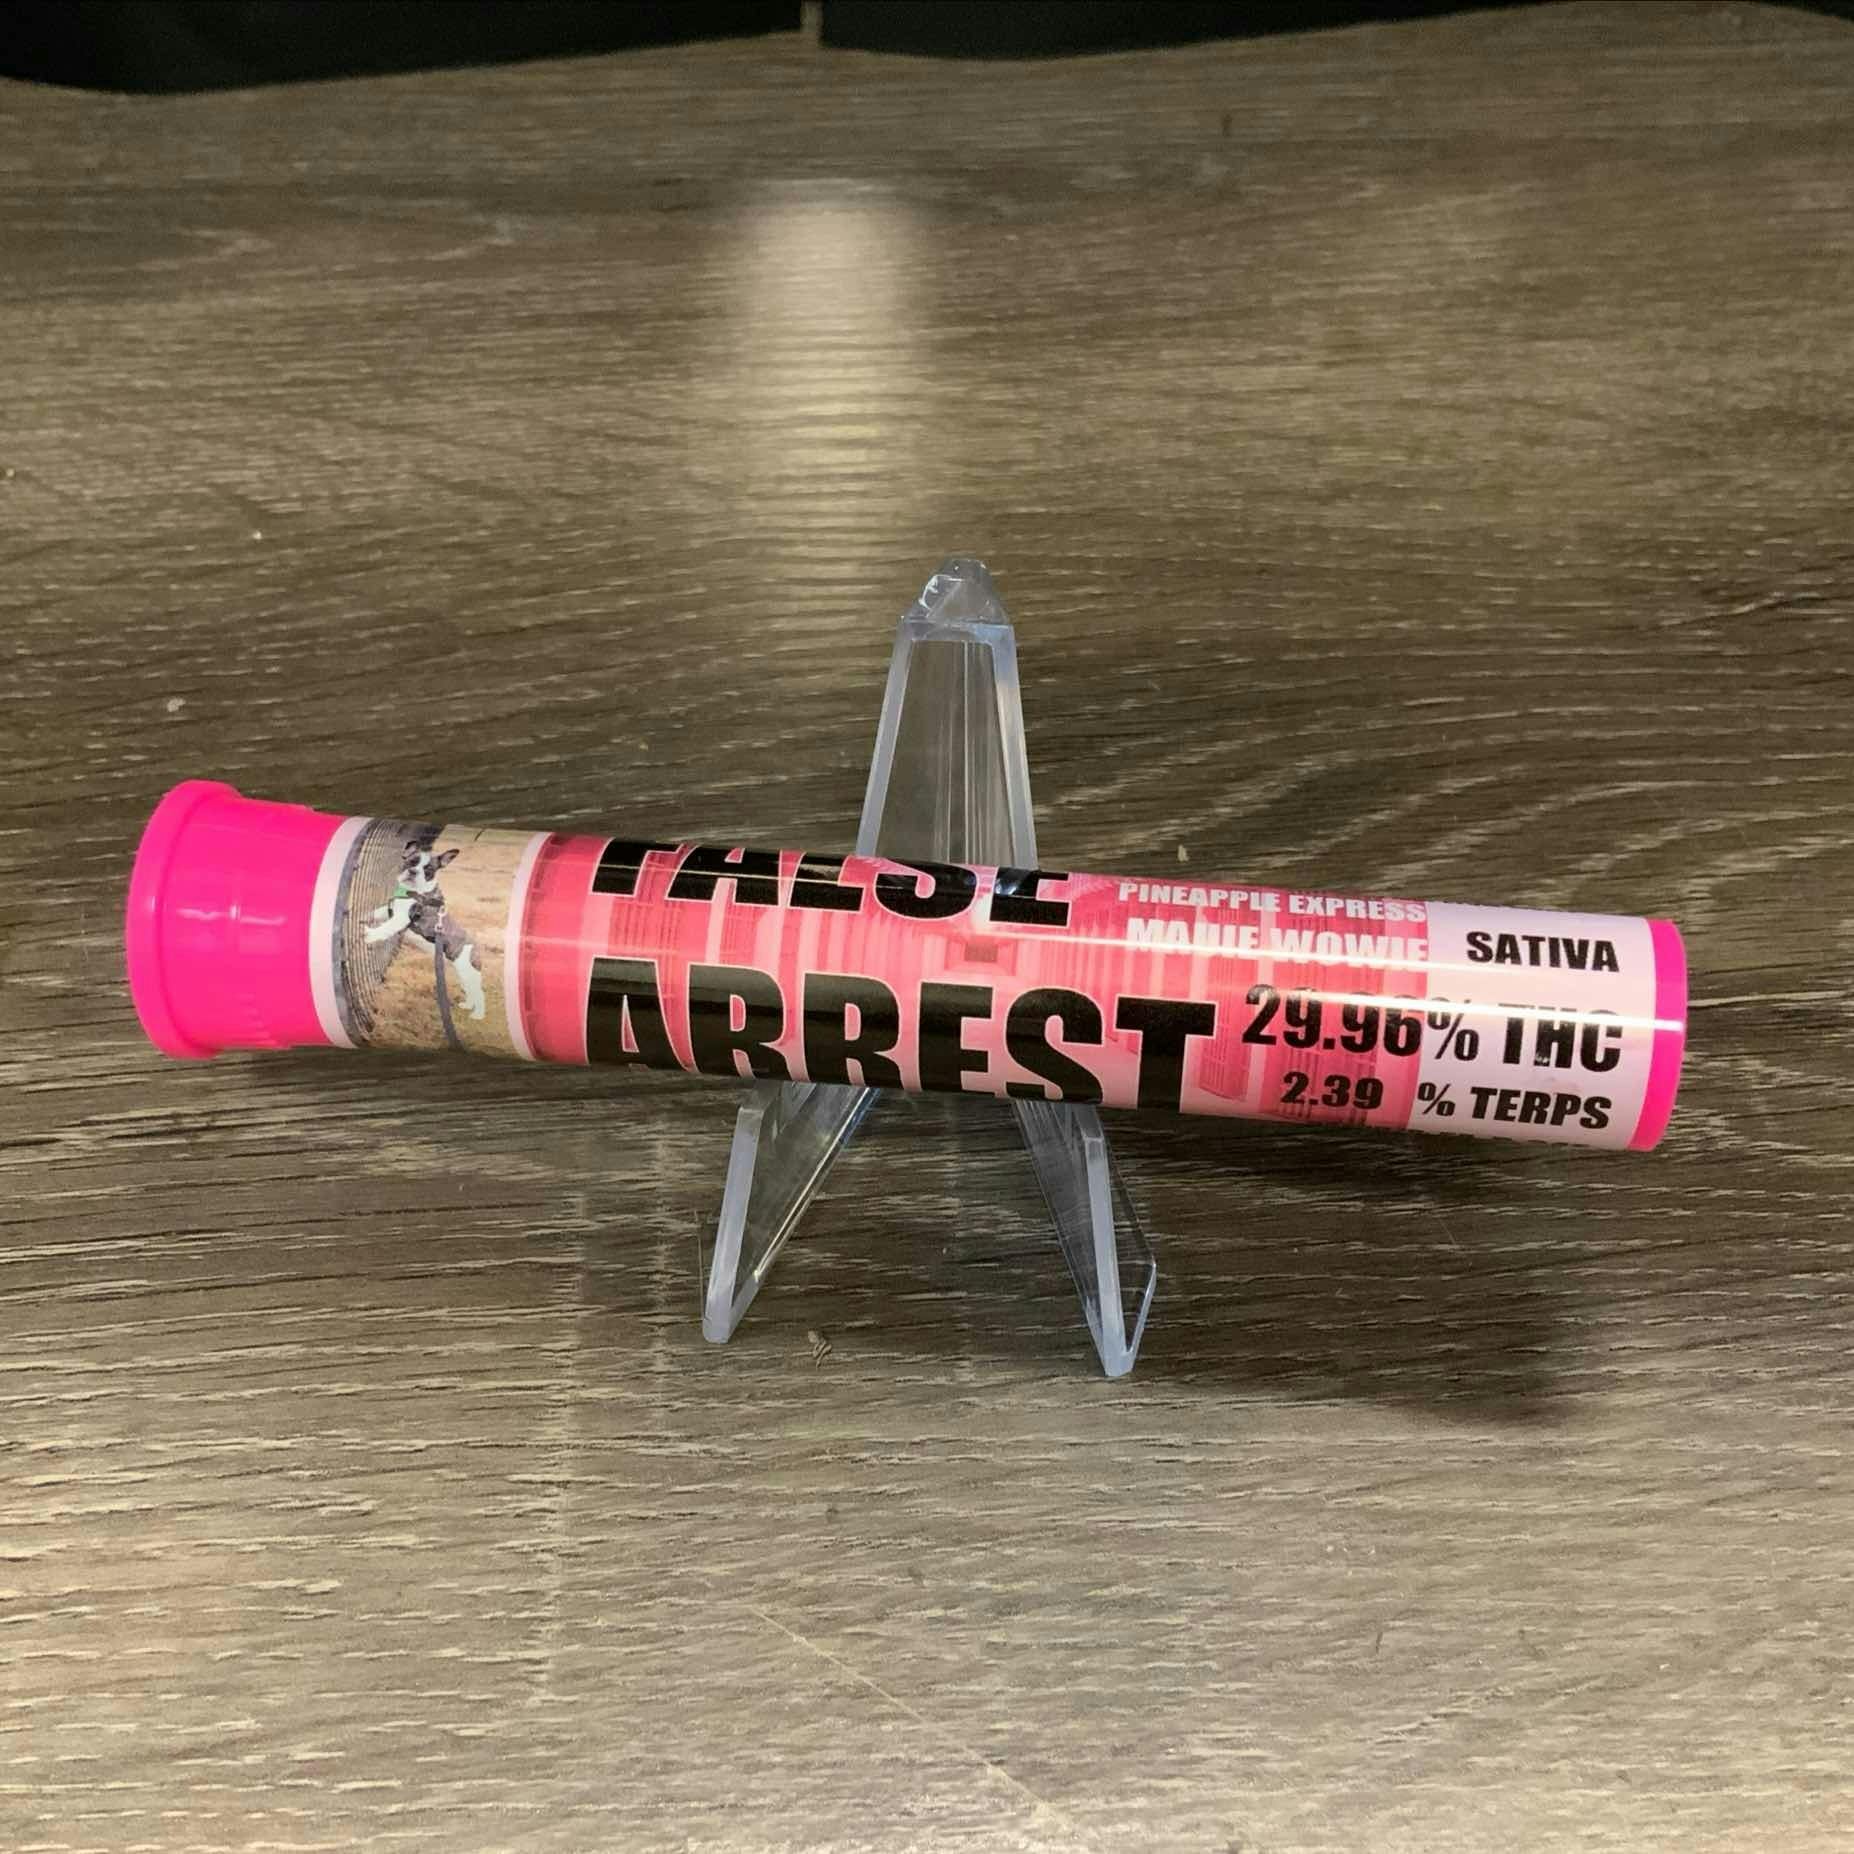 FALSE
ARREST
PINEAPPLE EXPRESS
MAUIE WOWIE
SATIVA
29.96% THC
2.39 % TERPS